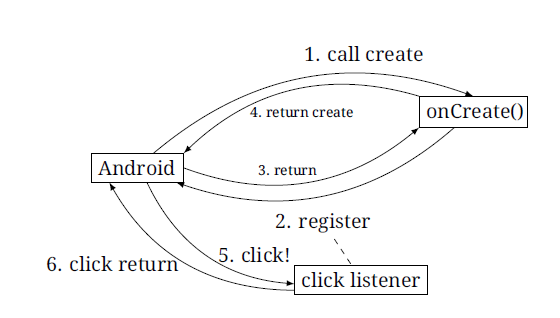 1. call create
4. return create
onCreate()
Android
3. return
2. register
5. click!
6. click return
click listener